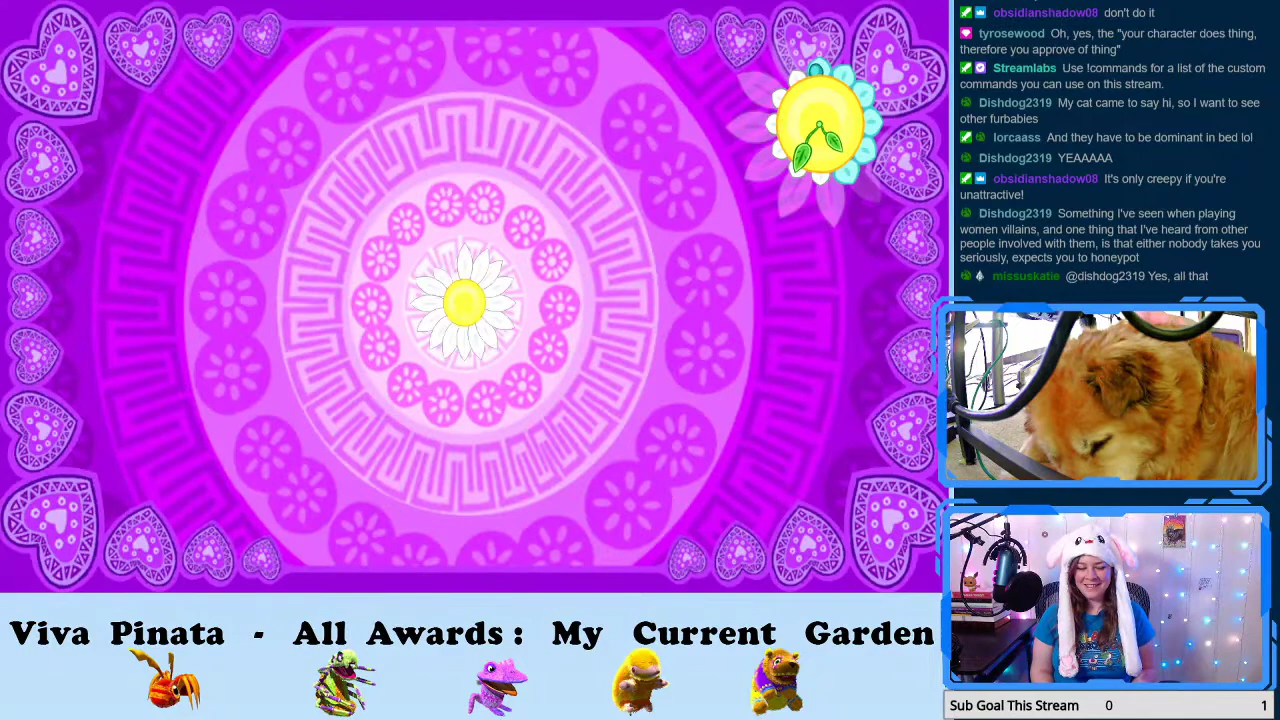 obsidianshadow08 don't do it
tyrosewood Oh, yes, the "your character does thing,
therefore you approve of thing"
Streamlabs Use !commands for a list of the custom
commands you can use on this stream.
Dishdog2319 My cat came to say hi, so I want to see
other furbabies
lorcaass And they have to be dominant in bed lol
Dishdog2319 YEAAAAA
obsidianshadow08 It's only creepy if you're
unattractive!
Dishdog2319 Something I've seen when playing
women villains, and one thing that I've heard from other
people involved with them, is that either nobody takes you
seriously, expects you to honeypot
missuskatie @dishdog2319 Yes, all that
Viva Pinata - All Awards: My Current Garden
Sub Goal This Stream 0 1